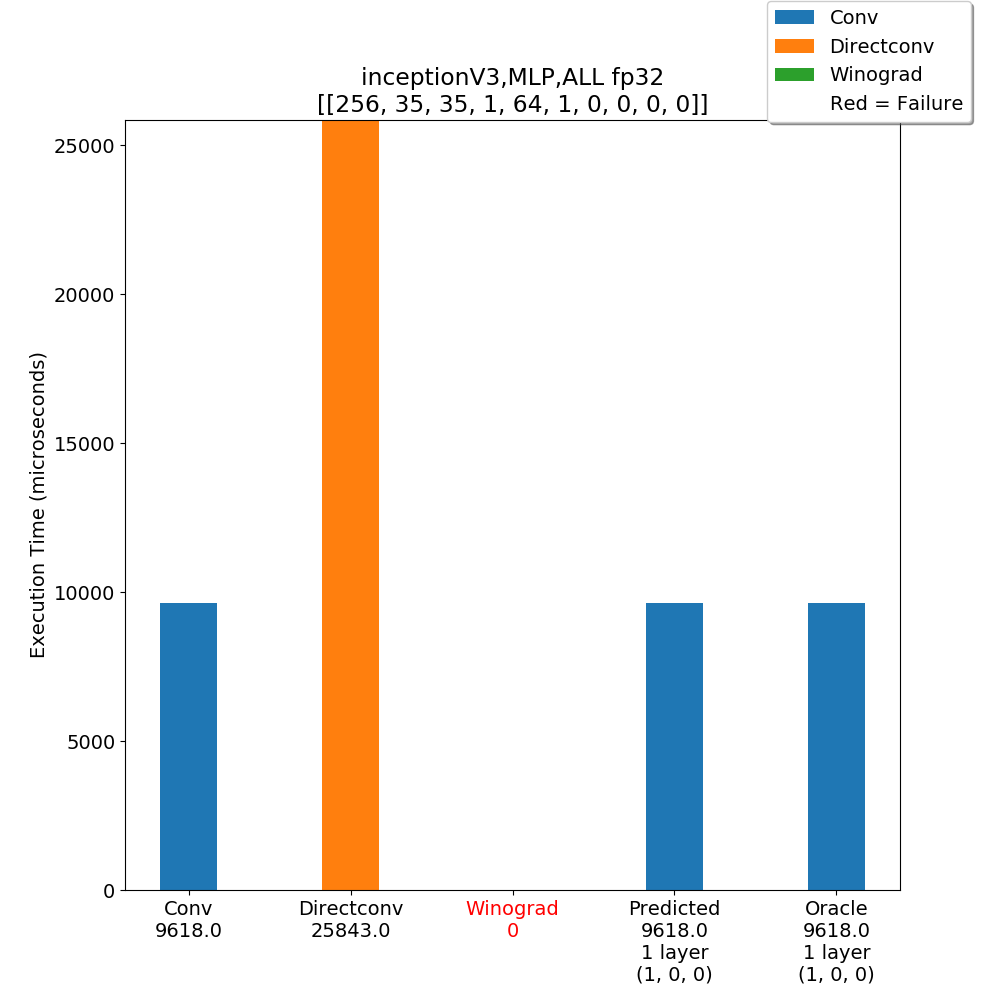 Conv
Directconv
Winograd
Red = Failure
inceptionV3,MLP,ALL fp32
[[256, 35, 35, 1, 64, 1, 0, 0, 0, 0]]
Execution Time (microseconds)
25000
20000
15000
10000
5000
0
Conv
9618.0
Directconv
25843.0
Winograd
0
Predicted
9618.0
1 layer
(1, 0, 0)
Oracle
9618.0
1 layer
(1, 0, 0)